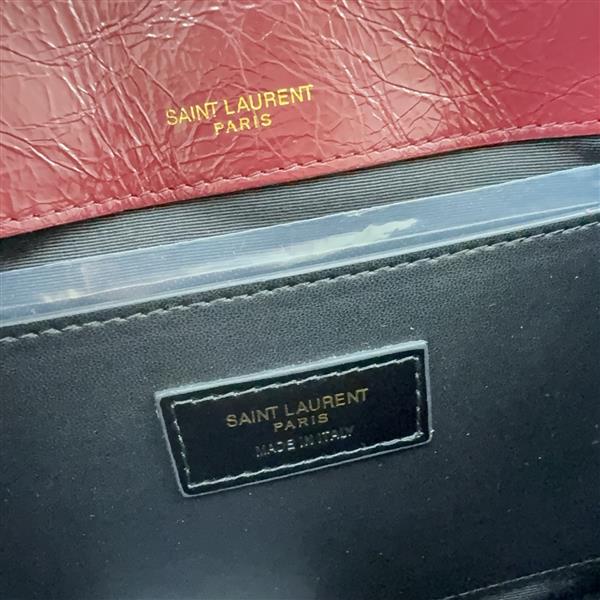 SAINT LAURENT
PARIS
SAINT LAURENT
PARIS
MADE IN ITALY